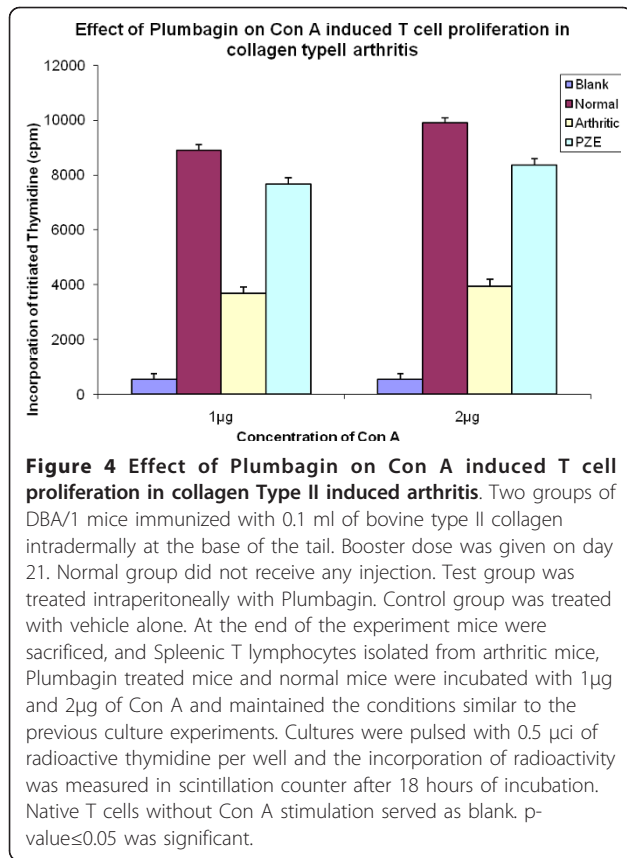 Effect of Plumbagin on Con A induced T cell proliferation in
collagen typeII arthritis
12000
10000
8000
6000
4000
2000
0
Incorporation of tritiated Thymidine (cpm)
Blank
Normal
Arthritic
PZE
1µg
2µg
Concentration of Con A
Figure 4 Effect of Plumbagin on Con A induced T cell
proliferation in collagen Type II induced arthritis. Two groups of
DBA/1 mice immunized with 0.1 ml of bovine type II collagen
intradermally at the base of the tail. Booster dose was given on day
21. Normal group did not receive any injection. Test group was
treated intraperitoneally with Plumbagin. Control group was treated
with vehicle alone. At the end of the experiment mice were
sacrificed, and Spleenic T lymphocytes isolated from arthritic mice,
Plumbagin treated mice and normal mice were incubated with 1µg
and 2µg of Con A and maintained the conditions similar to the
previous culture experiments. Cultures were pulsed with 0.5 µci of
radioactive thymidine per well and the incorporation of radioactivity
was measured in scintillation counter after 18 hours of incubation.
Native T cells without Con A stimulation served as blank. p-
value≤0.05 was significant.